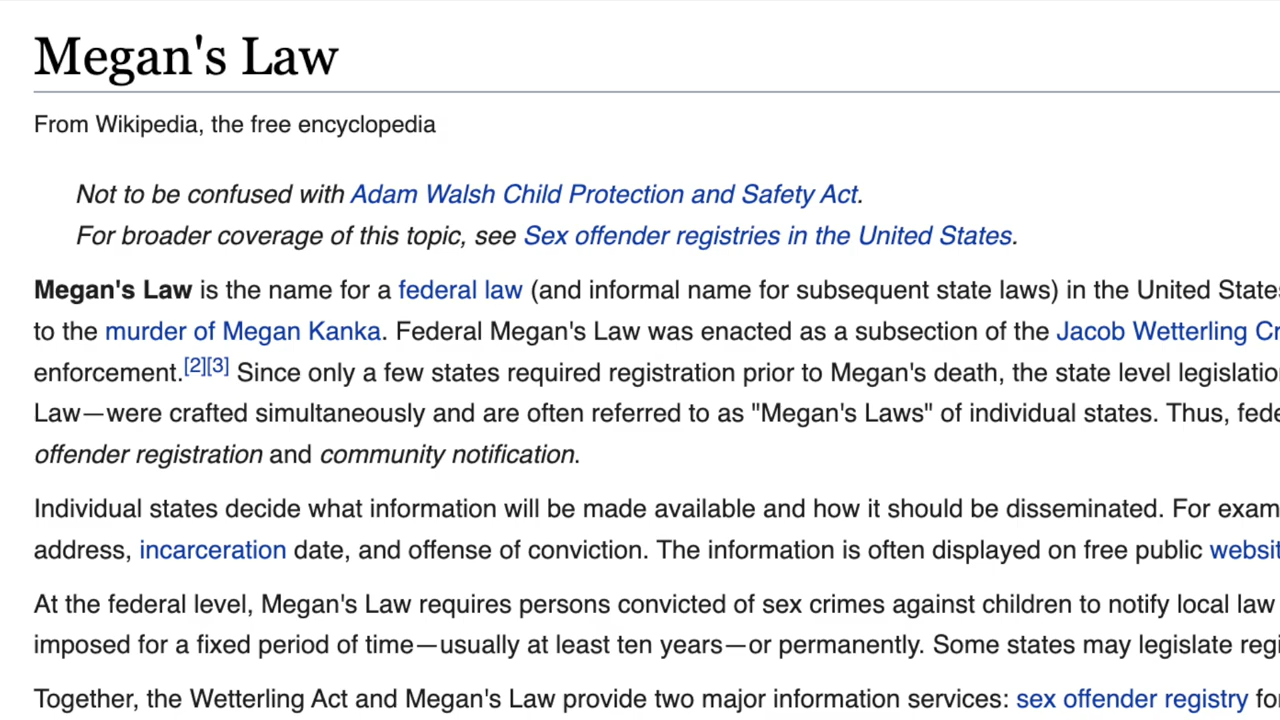 Megan's Law
From Wikipedia, the free encyclopedia
Not to be confused with Adam Walsh Child Protection and Safety Act.
For broader coverage of this topic, see Sex offender registries in the United States.
Megan's Law is the name for a federal law (and informal name for subsequent state laws) in the United State
to the murder of Megan Kanka. Federal Megan's Law was enacted as a subsection of the Jacob Wetterling Cr
enforcement.[2][3] Since only a few states required registration prior to Megan's death, the state level legislatio
Law—were crafted simultaneously and are often referred to as "Megan's Laws" of individual states. Thus, fede
offender registration and community notification.
Individual states decide what information will be made available and how it should be disseminated. For exam
address, incarceration date, and offense of conviction. The information is often displayed on free public websit
At the federal level, Megan's Law requires persons convicted of sex crimes against children to notify local law
imposed for a fixed period of time—usually at least ten years—or permanently. Some states may legislate regi
Together, the Wetterling Act and Megan's Law provide two major information services: sex offender registry fo